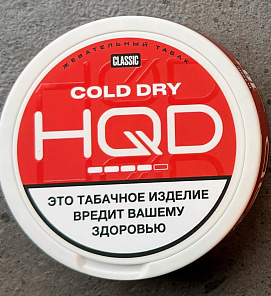 ЖЕВАТЕЛЬНЫЙ ТАБАК
CLASSIC
COLD DRY
HQD
ЭТО ТАБАЧНОЕ ИЗДЕЛИЕ
ВРЕДИТ ВАШЕМУ
ЗДОРОВЬЮ